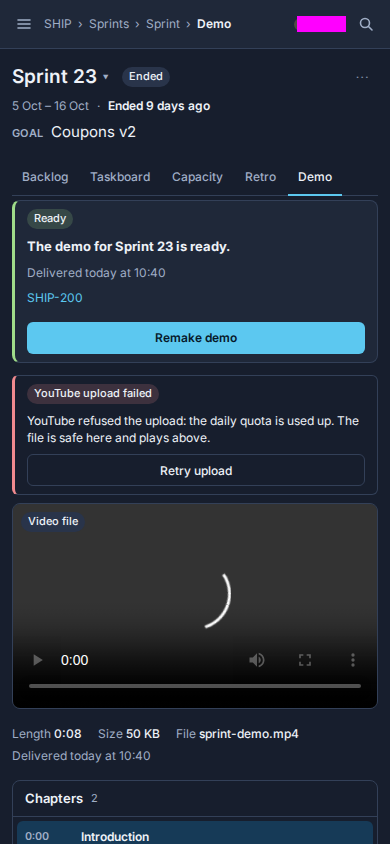 SHIP › Sprints › Sprint › Demo
Sprint 23 ▾ Ended ...
5 Oct – 16 Oct · Ended 9 days ago
GOAL Coupons v2
Backlog Taskboard Capacity Retro Demo
Ready
The demo for Sprint 23 is ready.
Delivered today at 10:40
SHIP-200
Remake demo
YouTube upload failed
YouTube refused the upload: the daily quota is used up. The
file is safe here and plays above.
Retry upload
Video file
0:00
Length 0:08 Size 50 KB File sprint-demo.mp4
Delivered today at 10:40
Chapters 2
0:00 Introduction